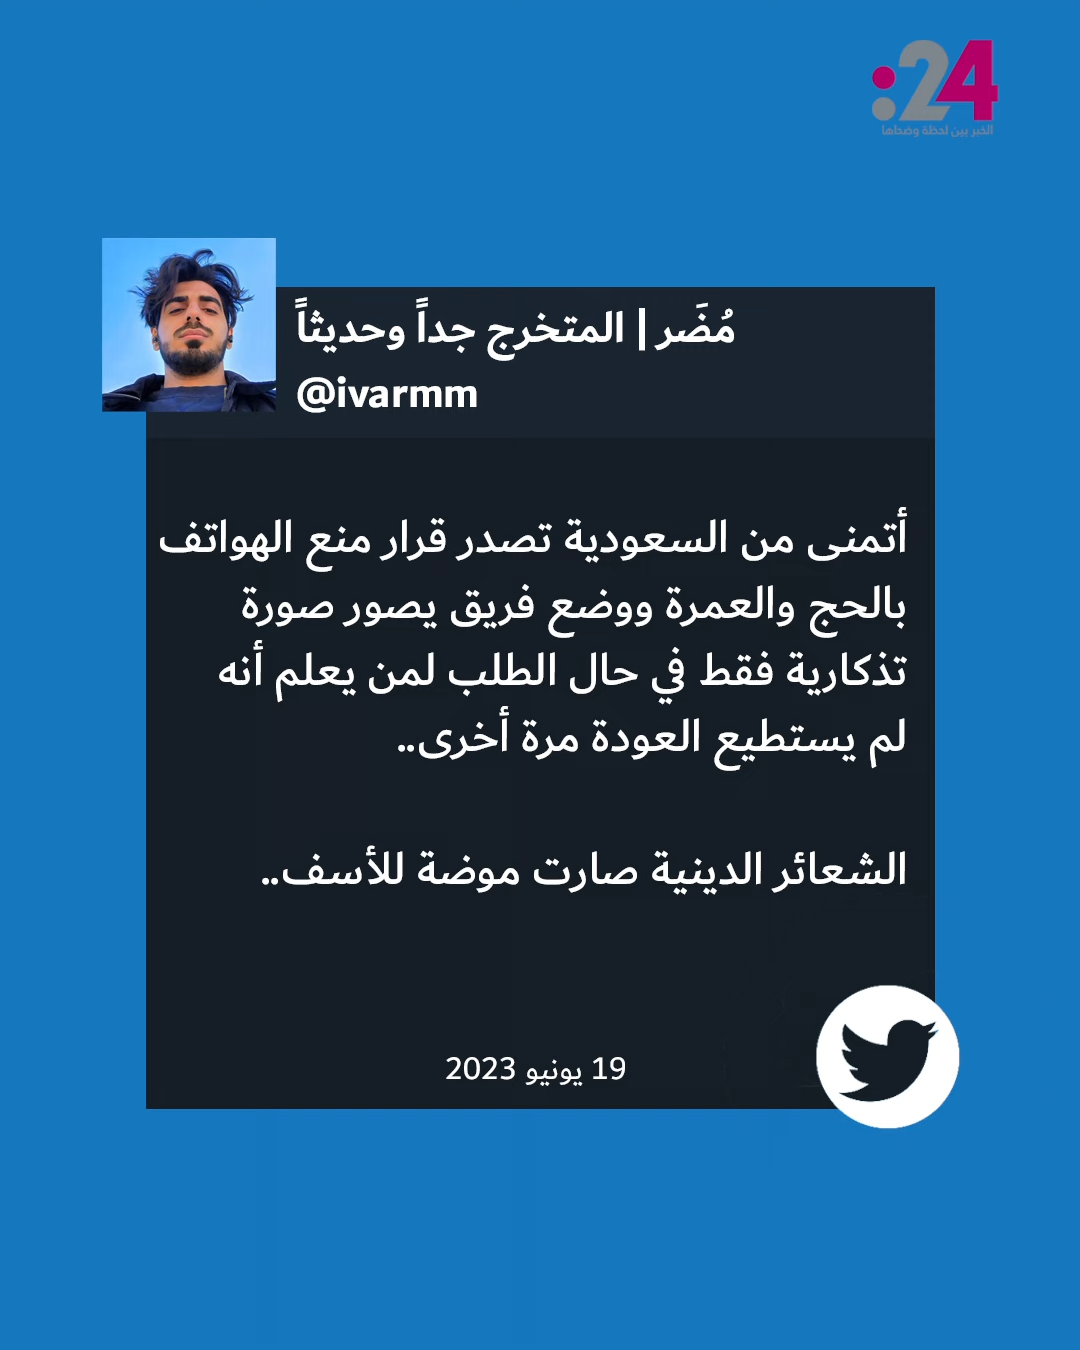 :24
الخبر بين لحظة وضحاها
مُضَر | المتخرج جداً وحديثاً
@ivarmm
أتمنى من السعودية تصدر قرار منع الهواتف
بالحج والعمرة ووضع فريق يصور صورة
تذكارية فقط في حال الطلب لمن يعلم أنه
لم يستطيع العودة مرة أخرى..
الشعائر الدينية صارت موضة للأسف..
19 يونيو 2023